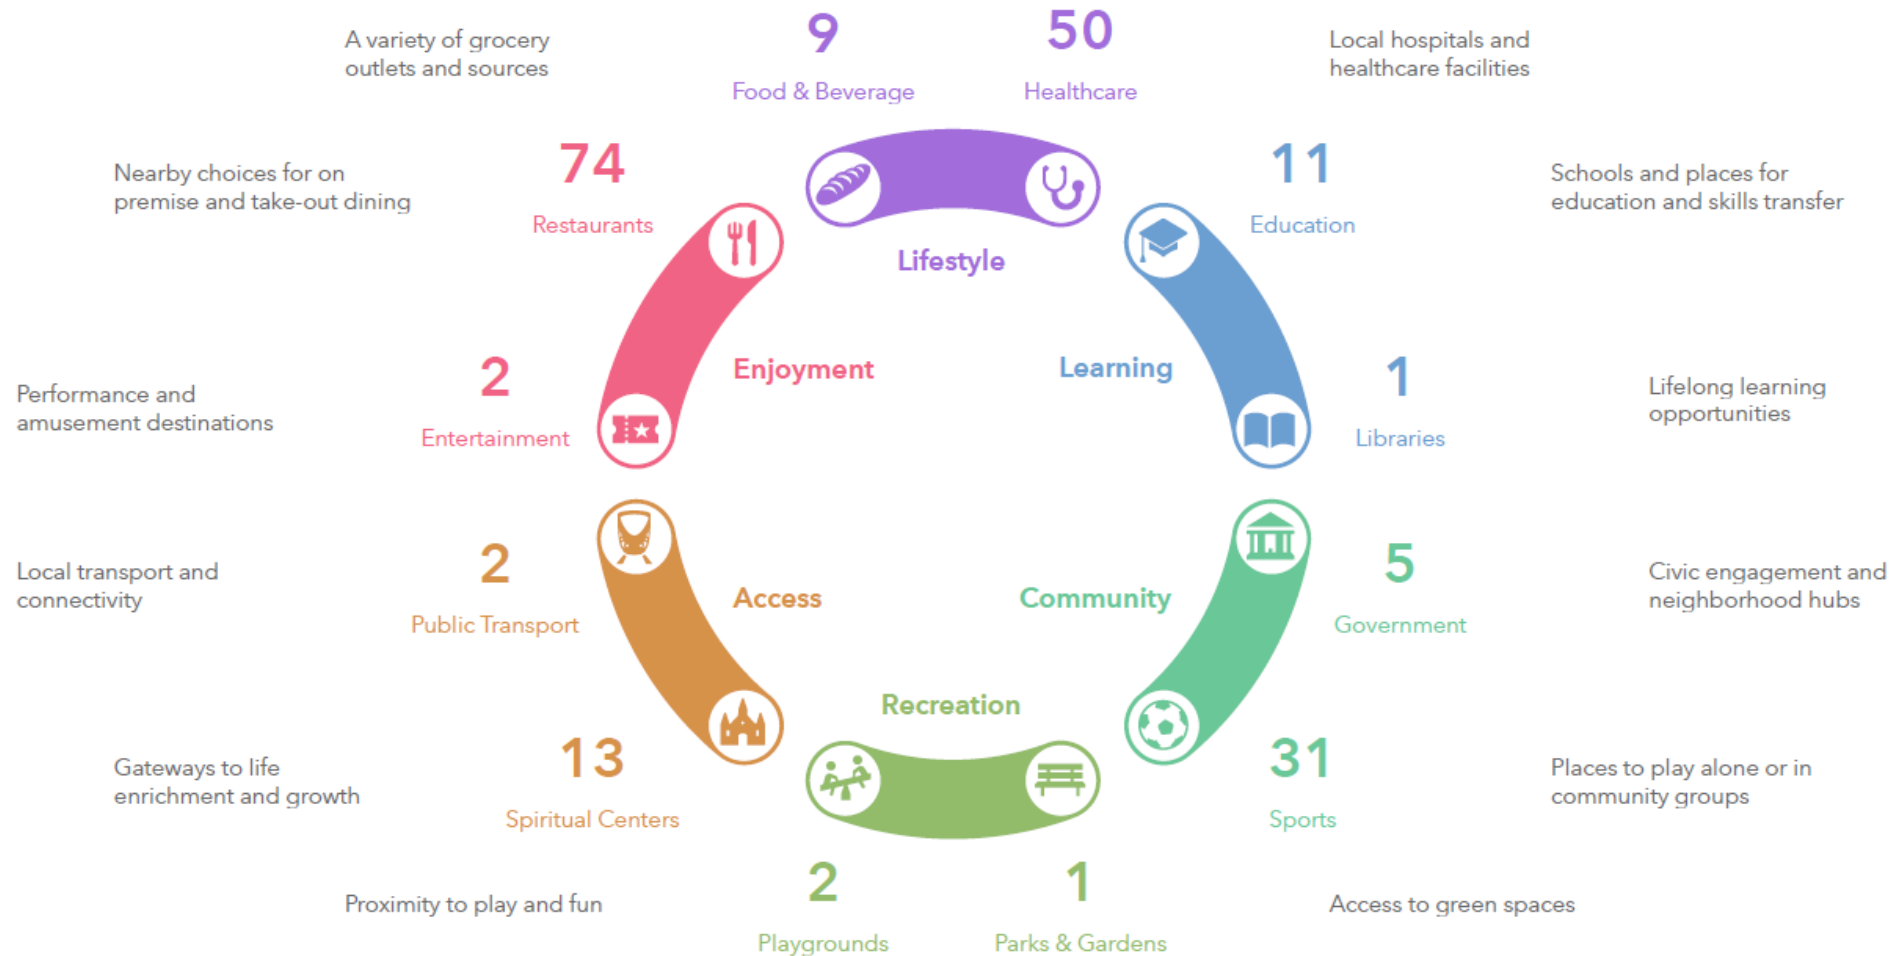 A variety of grocery
outlets and sources
9
Food & Beverage
50
Healthcare
Local hospitals and
healthcare facilities
Nearby choices for on
premise and take-out dining
74
Restaurants
11
Education
Schools and places for
education and skills transfer
Lifestyle
Performance and
amusement destinations
2
Entertainment
Enjoyment
Learning
1
Libraries
Lifelong learning
opportunities
Local transport and
connectivity
2
Public Transport
Access
Community
5
Government
Civic engagement and
neighborhood hubs
Recreation
Gateways to life
enrichment and growth
13
Spiritual Centers
31
Sports
Places to play alone or in
community groups
Proximity to play and fun
2
Playgrounds
1
Parks & Gardens
Access to green spaces